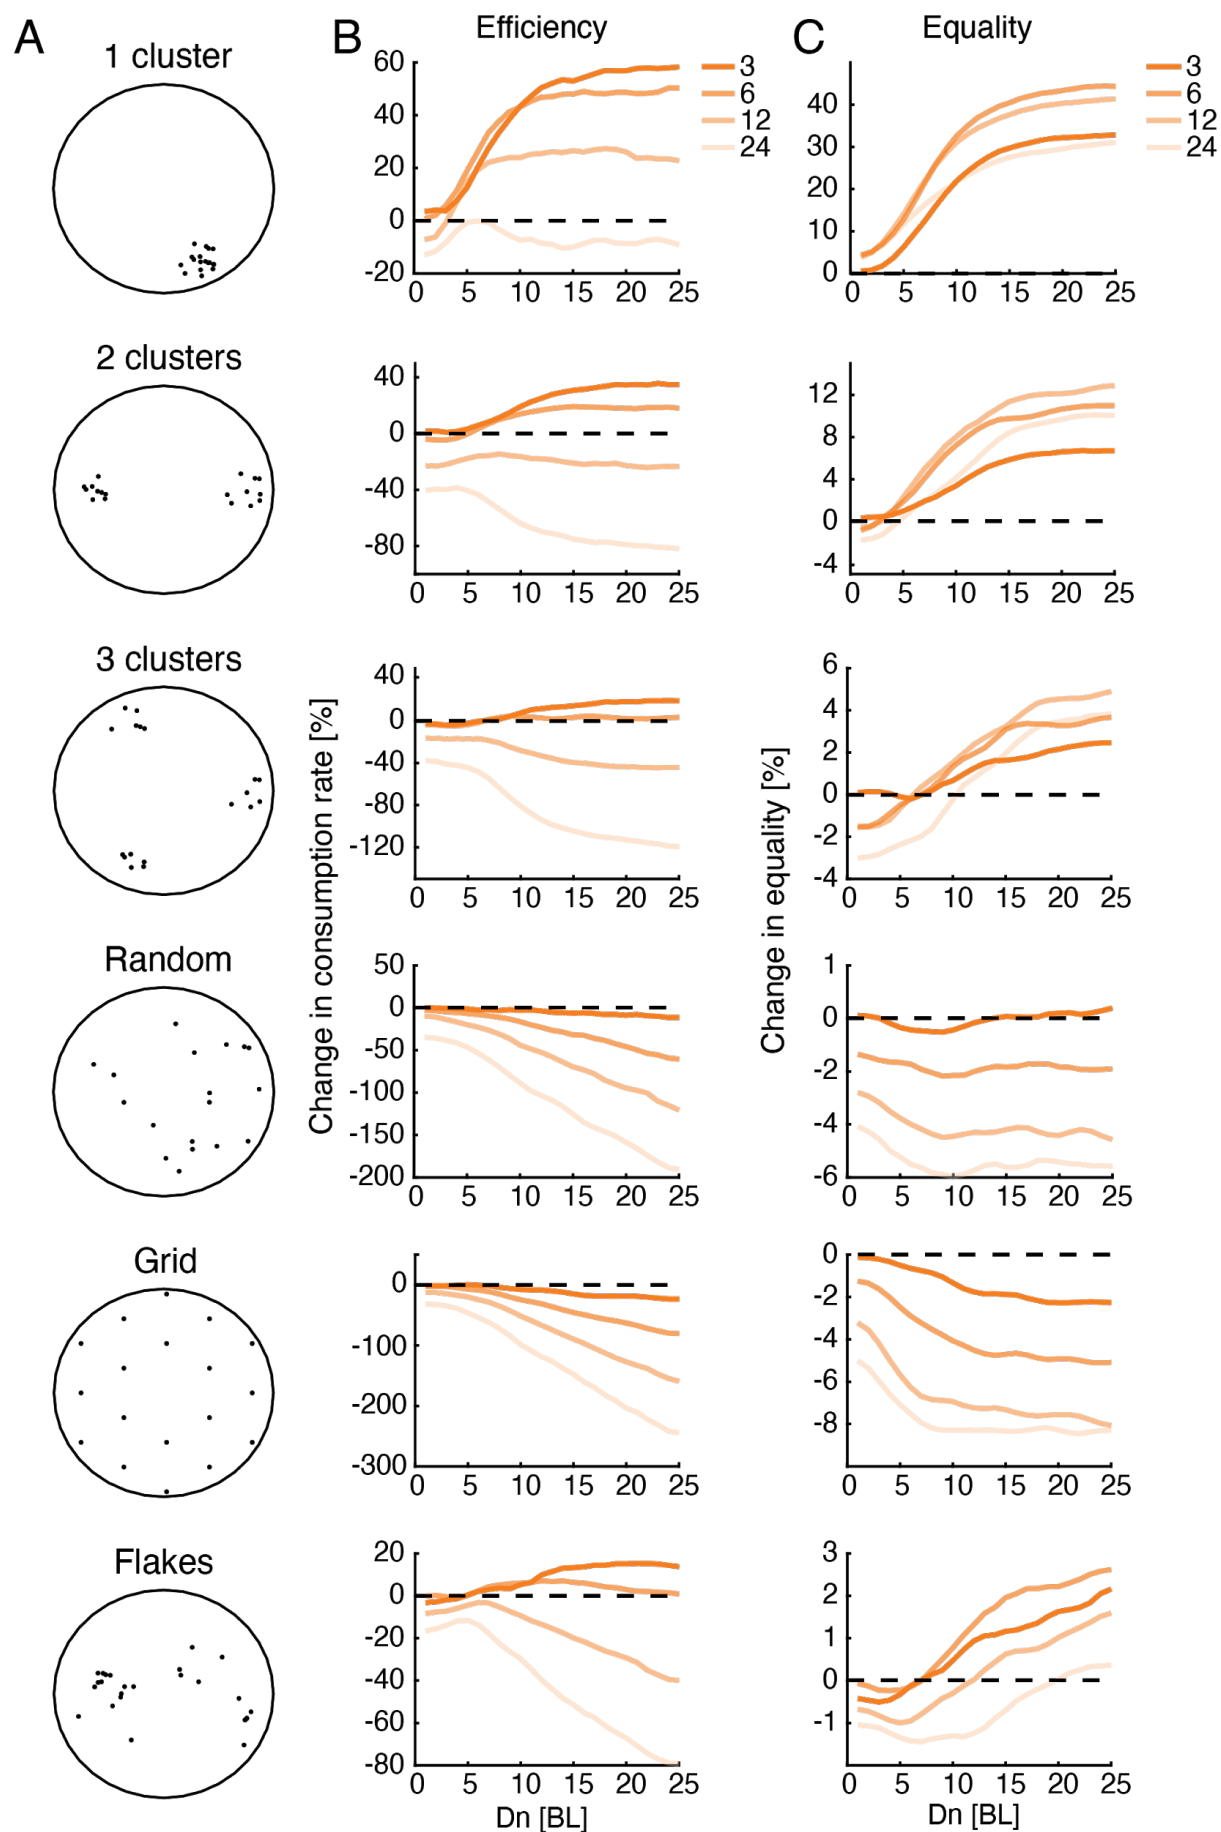 A
B
C
Efficiency
Equality
1 cluster
60
40
20
0
-20
0 5 10 15 20 25
3
6
12
24
40
30
20
10
0
0 5 10 15 20 25
3
6
12
24
2 clusters
40
0
-40
-80
0 5 10 15 20 25
12
8
4
0
-4
0 5 10 15 20 25
3 clusters
Change in consumption rate [%]
40
0
-40
-80
-120
0 5 10 15 20 25
Change in equality [%]
6
4
2
0
-2
-4
0 5 10 15 20 25
Random
50
0
-50
-100
-150
-200
0 5 10 15 20 25
1
0
-2
-4
-6
0 5 10 15 20 25
Grid
0
-100
-200
-300
0 5 10 15 20 25
0
-2
-4
-6
-8
0 5 10 15 20 25
Flakes
20
0
-20
-40
-60
-80
0 5 10 15 20 25
Dn [BL]
3
2
1
0
-1
0 5 10 15 20 25
Dn [BL]